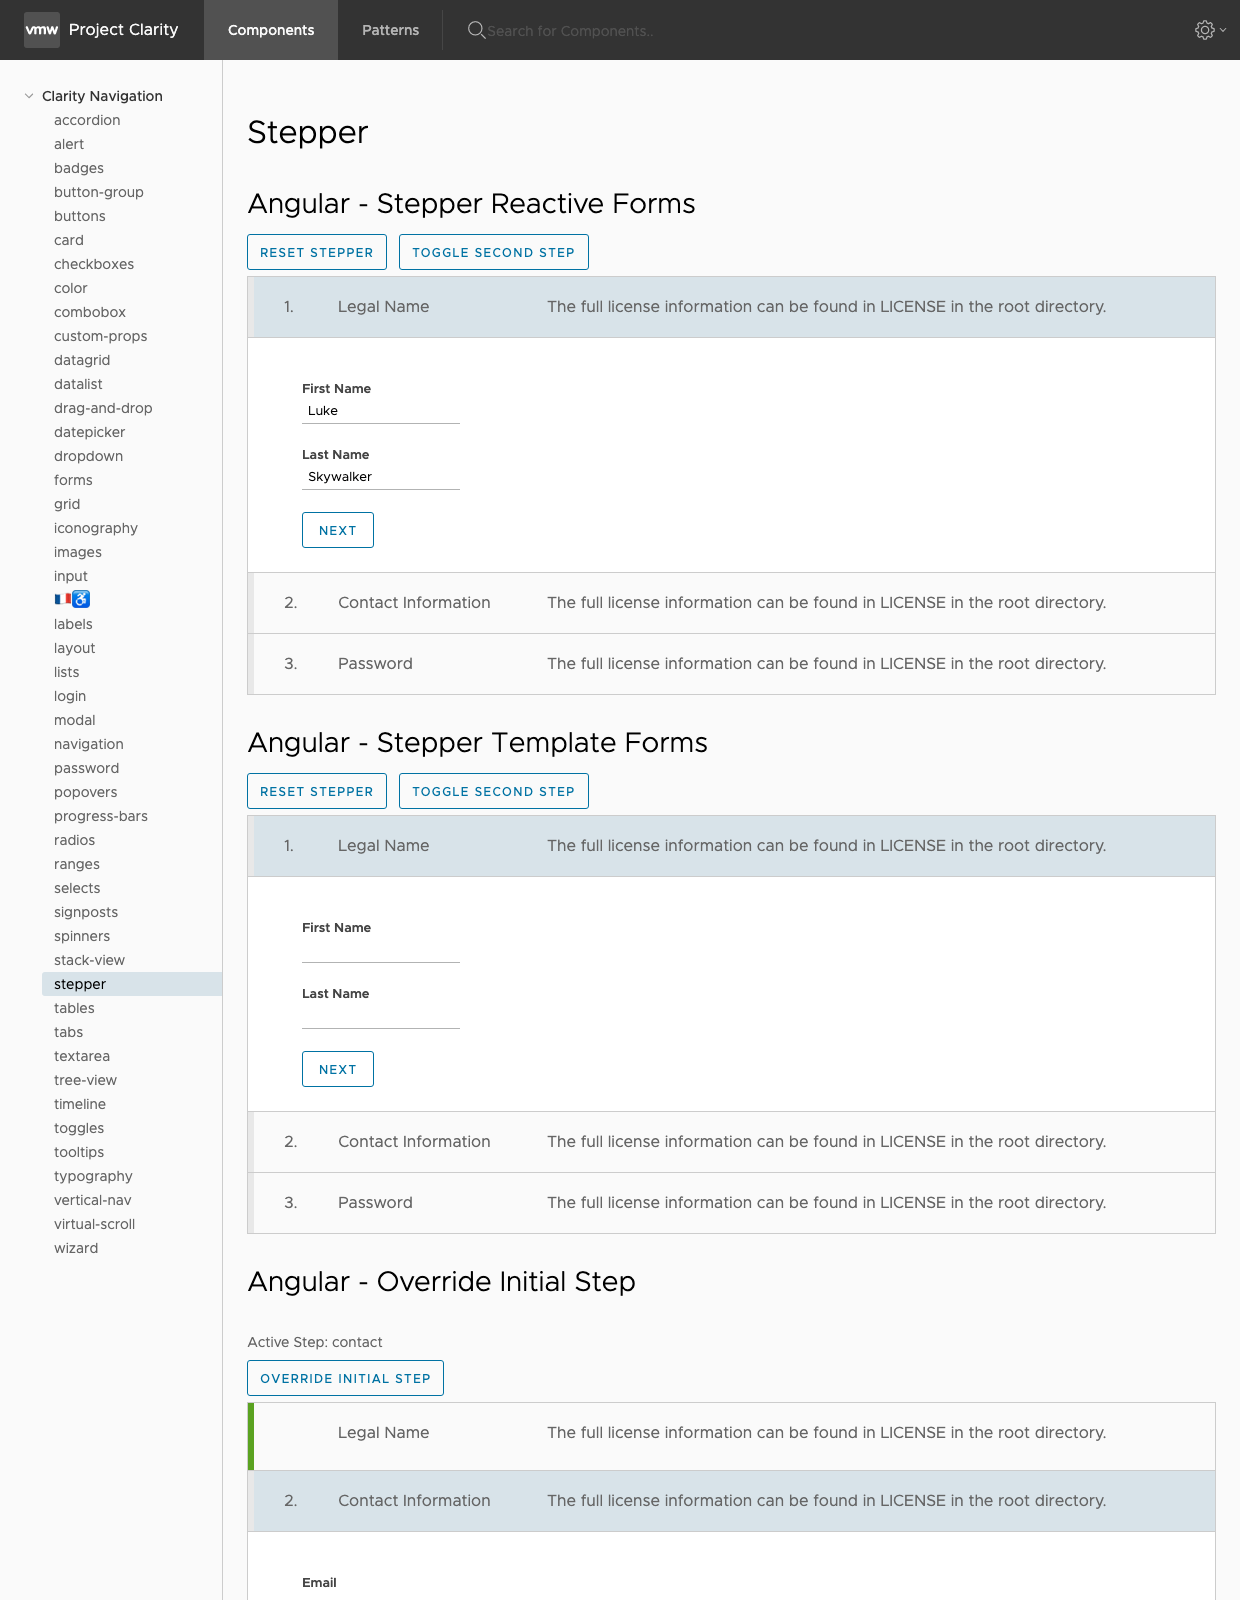 vmw Project Clarity Components Patterns Search for Components..
Clarity Navigation
accordion
alert
badges
button-group
buttons
card
checkboxes
color
combobox
custom-props
datagrid
datalist
drag-and-drop
datepicker
dropdown
forms
grid
iconography
images
input
🇫🇷♿
labels
layout
lists
login
modal
navigation
password
popovers
progress-bars
radios
ranges
selects
signposts
spinners
stack-view
stepper
tables
tabs
textarea
tree-view
timeline
toggles
tooltips
typography
vertical-nav
virtual-scroll
wizard
Stepper
Angular - Stepper Reactive Forms
RESET STEPPER TOGGLE SECOND STEP
1. Legal Name The full license information can be found in LICENSE in the root directory.
First Name
Luke
Last Name
Skywalker
NEXT
2. Contact Information The full license information can be found in LICENSE in the root directory.
3. Password The full license information can be found in LICENSE in the root directory.
Angular - Stepper Template Forms
RESET STEPPER TOGGLE SECOND STEP
1. Legal Name The full license information can be found in LICENSE in the root directory.
First Name
Last Name
NEXT
2. Contact Information The full license information can be found in LICENSE in the root directory.
3. Password The full license information can be found in LICENSE in the root directory.
Angular - Override Initial Step
Active Step: contact
OVERRIDE INITIAL STEP
Legal Name The full license information can be found in LICENSE in the root directory.
2. Contact Information The full license information can be found in LICENSE in the root directory.
Email